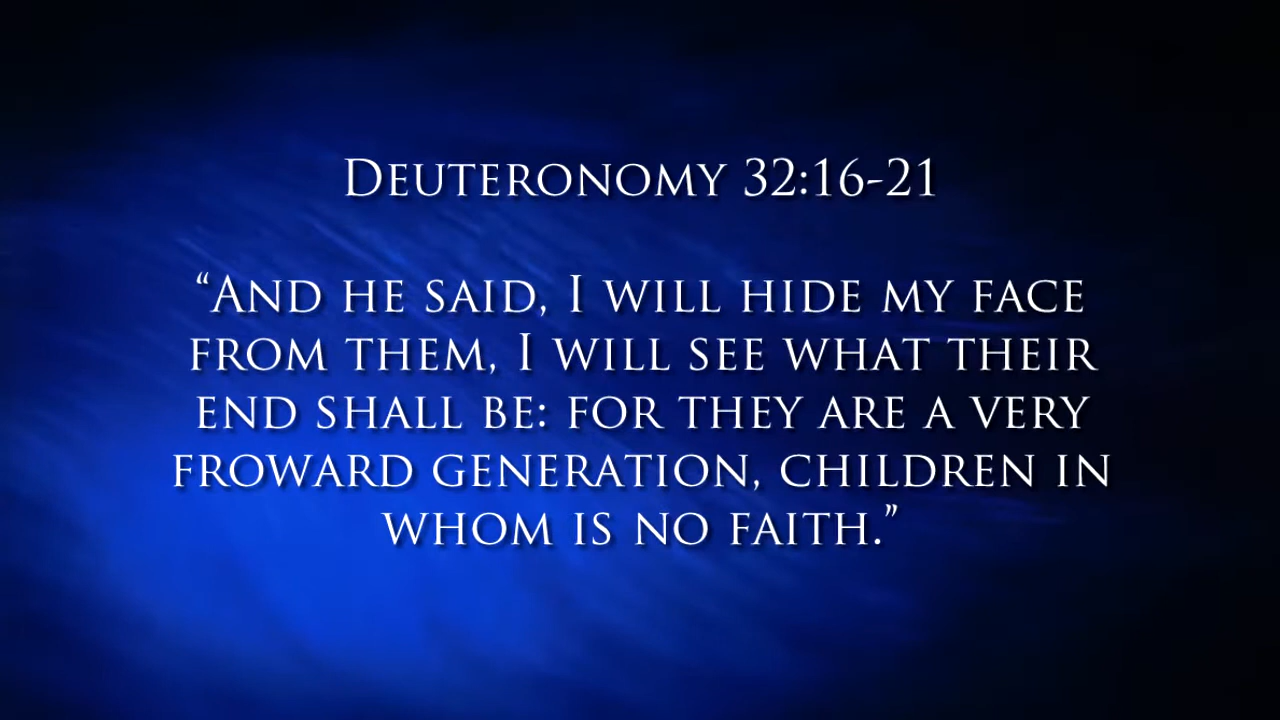 Deuteronomy 32:16-21
“And he said, I will hide my face
from them, I will see what their
end shall be: for they are a very
froward generation, children in
whom is no faith.”